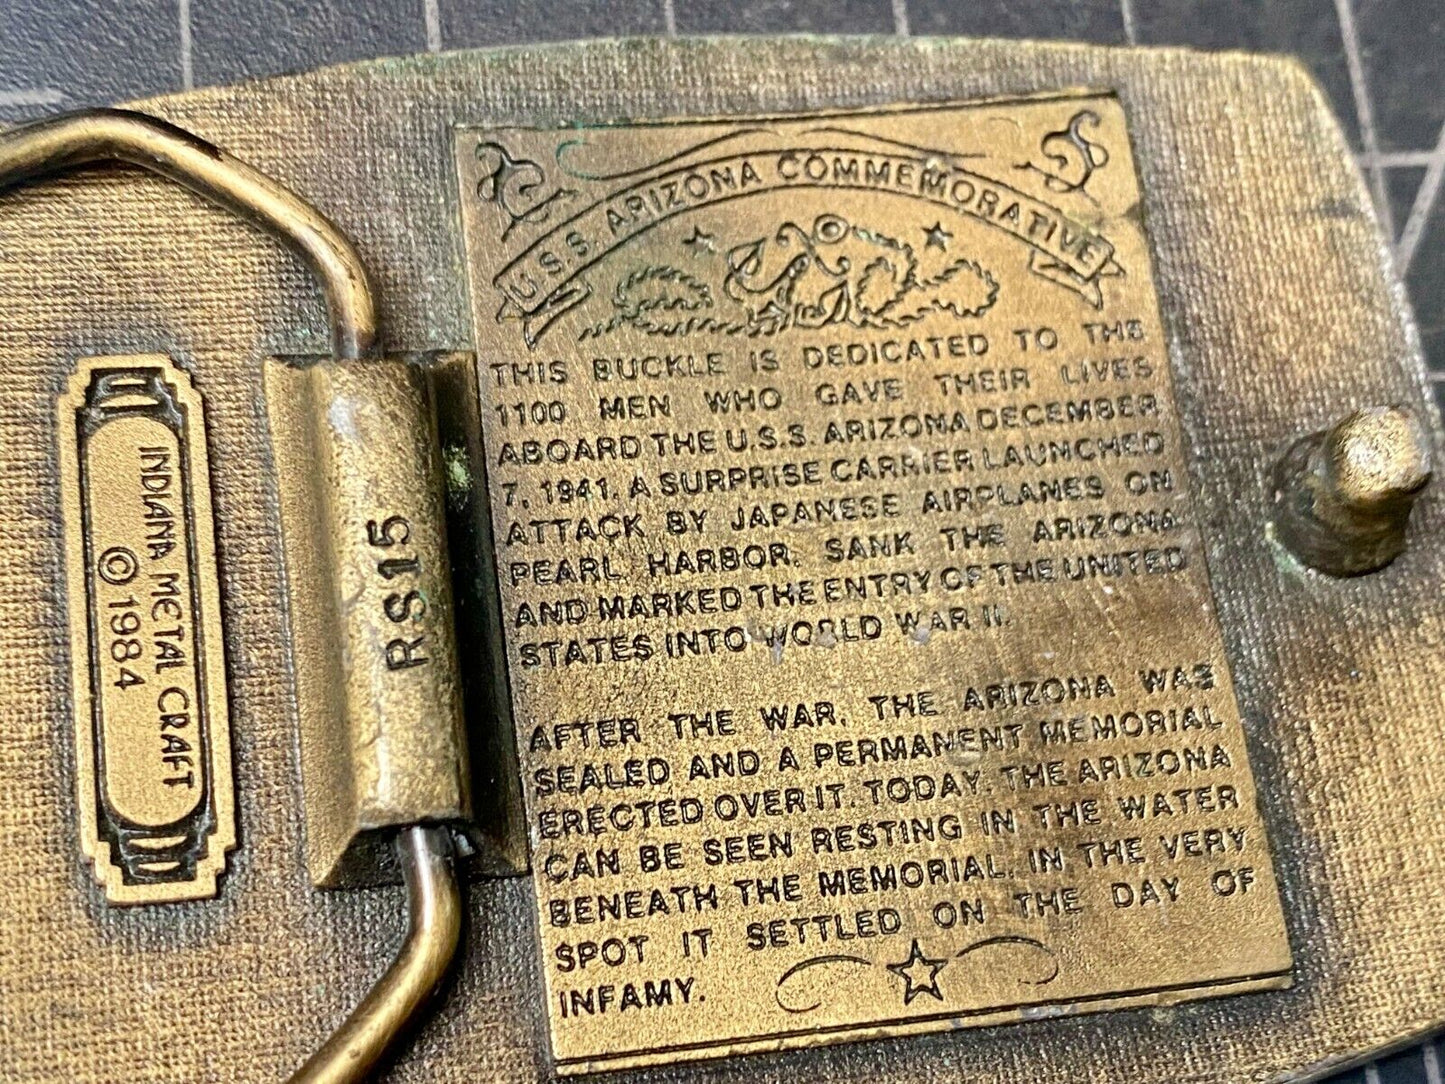 INDIANA METAL CRAFT
© 1984
RS15
U.S.S. ARIZONA COMMEMORATIVE
THIS BUCKLE IS DEDICATED TO THE
1100 MEN WHO GAVE THEIR LIVES
ABOARD THE U.S.S. ARIZONA DECEMBER
7, 1941. A SURPRISE CARRIER LAUNCHED
ATTACK BY JAPANESE AIRPLANES ON
PEARL HARBOR, SANK THE ARIZONA
AND MARKED THE ENTRY OF THE UNITED
STATES INTO WORLD WAR II.
AFTER THE WAR, THE ARIZONA WAS
SEALED AND A PERMANENT MEMORIAL
ERECTED OVER IT. TODAY, THE ARIZONA
CAN BE SEEN RESTING IN THE WATER
BENEATH THE MEMORIAL, IN THE VERY
SPOT IT SETTLED ON THE DAY OF
INFAMY.